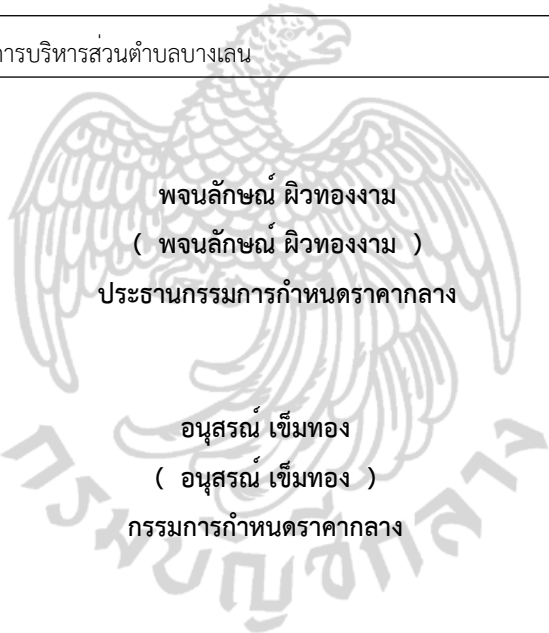 การบริหารส่วนตำบลบางเลน
พจนลักษณ์ ผิวทองงาม
( พจนลักษณ์ ผิวทองงาม )
ประธานกรรมการกำหนดราคากลาง
อนุสรณ์ เข็มทอง
( อนุสรณ์ เข็มทอง )
กรรมการกำหนดราคากลาง
กรมบัญชีกลาง